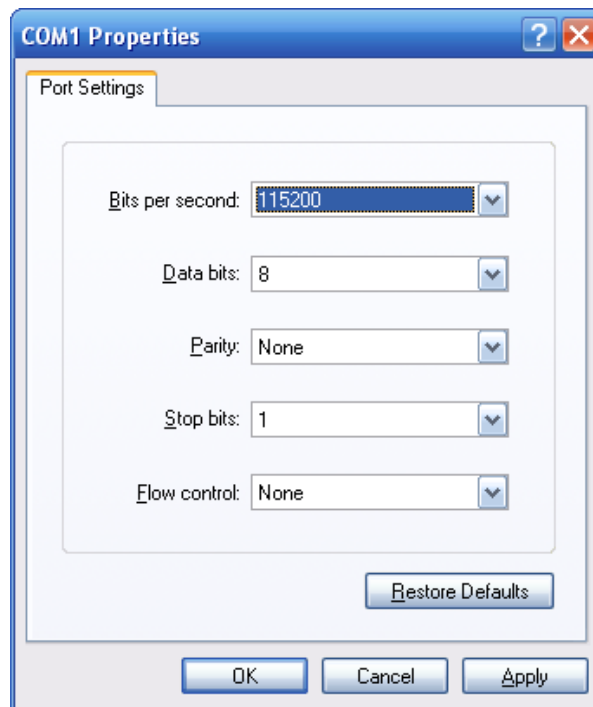 COM1 Properties
Port Settings
Bits per second: 115200
Data bits: 8
Parity: None
Stop bits: 1
Flow control: None
Restore Defaults
OK Cancel Apply